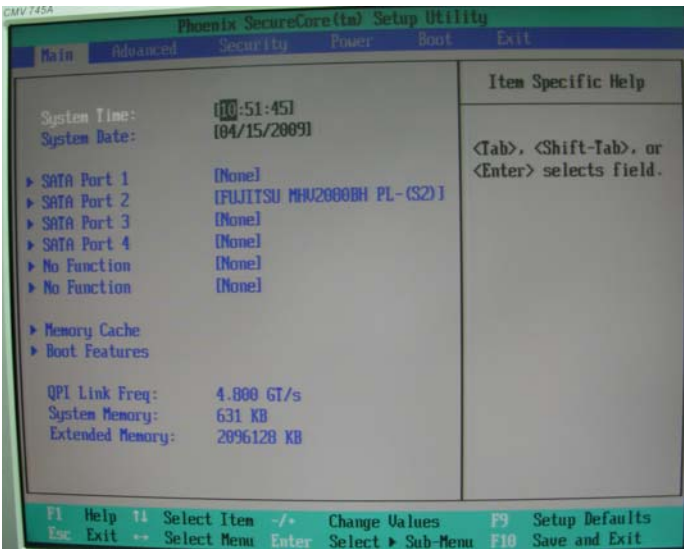 CMV 745A
Phoenix SecureCore(tm) Setup Utility
Main Advanced Security Power Boot Exit
Item Specific Help
System Time: [10:51:45]
System Date: [04/15/2009]
<Tab>, <Shift-Tab>, or
<Enter> selects field.
SATA Port 1 [None]
SATA Port 2 [FUJITSU MHV2080BH PL-(S2)]
SATA Port 3 [None]
SATA Port 4 [None]
No Function [None]
No Function [None]
Memory Cache
Boot Features
QPI Link Freq: 4.800 GT/s
System Memory: 631 KB
Extended Memory: 2096128 KB
F1 Help ↑↓ Select Item -/+ Change Values F9 Setup Defaults
Esc Exit ↔ Select Menu Enter Select ▶ Sub-Menu F10 Save and Exit